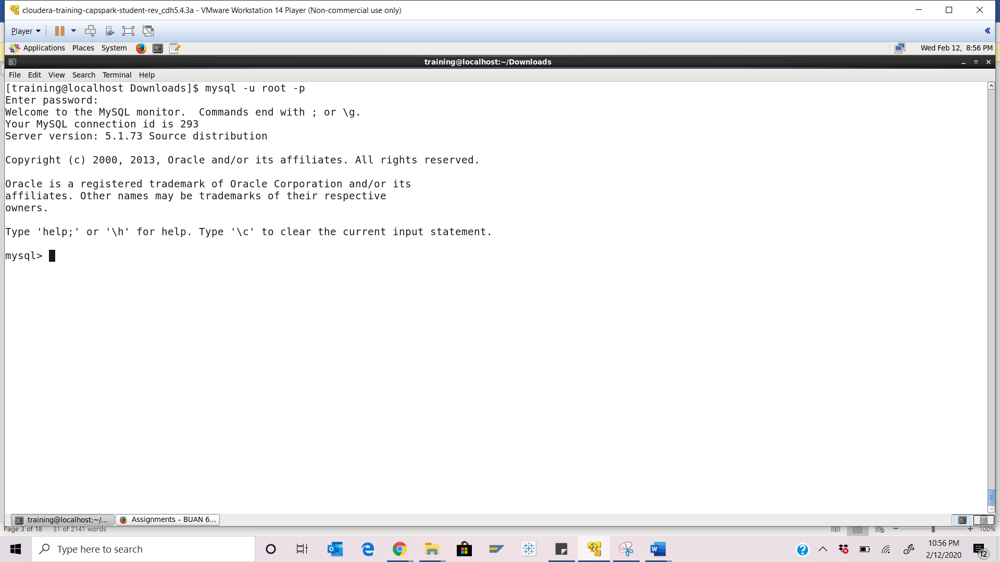 cloudera-training-capspark-student-rev_cdh5.4.3a - VMware Workstation 14 Player (Non-commercial use only)
Player
Applications Places System Wed Feb 12, 8:56 PM
training@localhost:~/Downloads
File Edit View Search Terminal Help
[training@localhost Downloads]$ mysql -u root -p
Enter password:
Welcome to the MySQL monitor.  Commands end with ; or \g.
Your MySQL connection id is 293
Server version: 5.1.73 Source distribution
Copyright (c) 2000, 2013, Oracle and/or its affiliates. All rights reserved.
Oracle is a registered trademark of Oracle Corporation and/or its
affiliates. Other names may be trademarks of their respective
owners.
Type 'help;' or '\h' for help. Type '\c' to clear the current input statement.
mysql>
training@localhost:~/... Assignments – BUAN 6...
Page 3 of 18 31 of 2141 words 100%
Type here to search
10:56 PM
2/12/2020
12